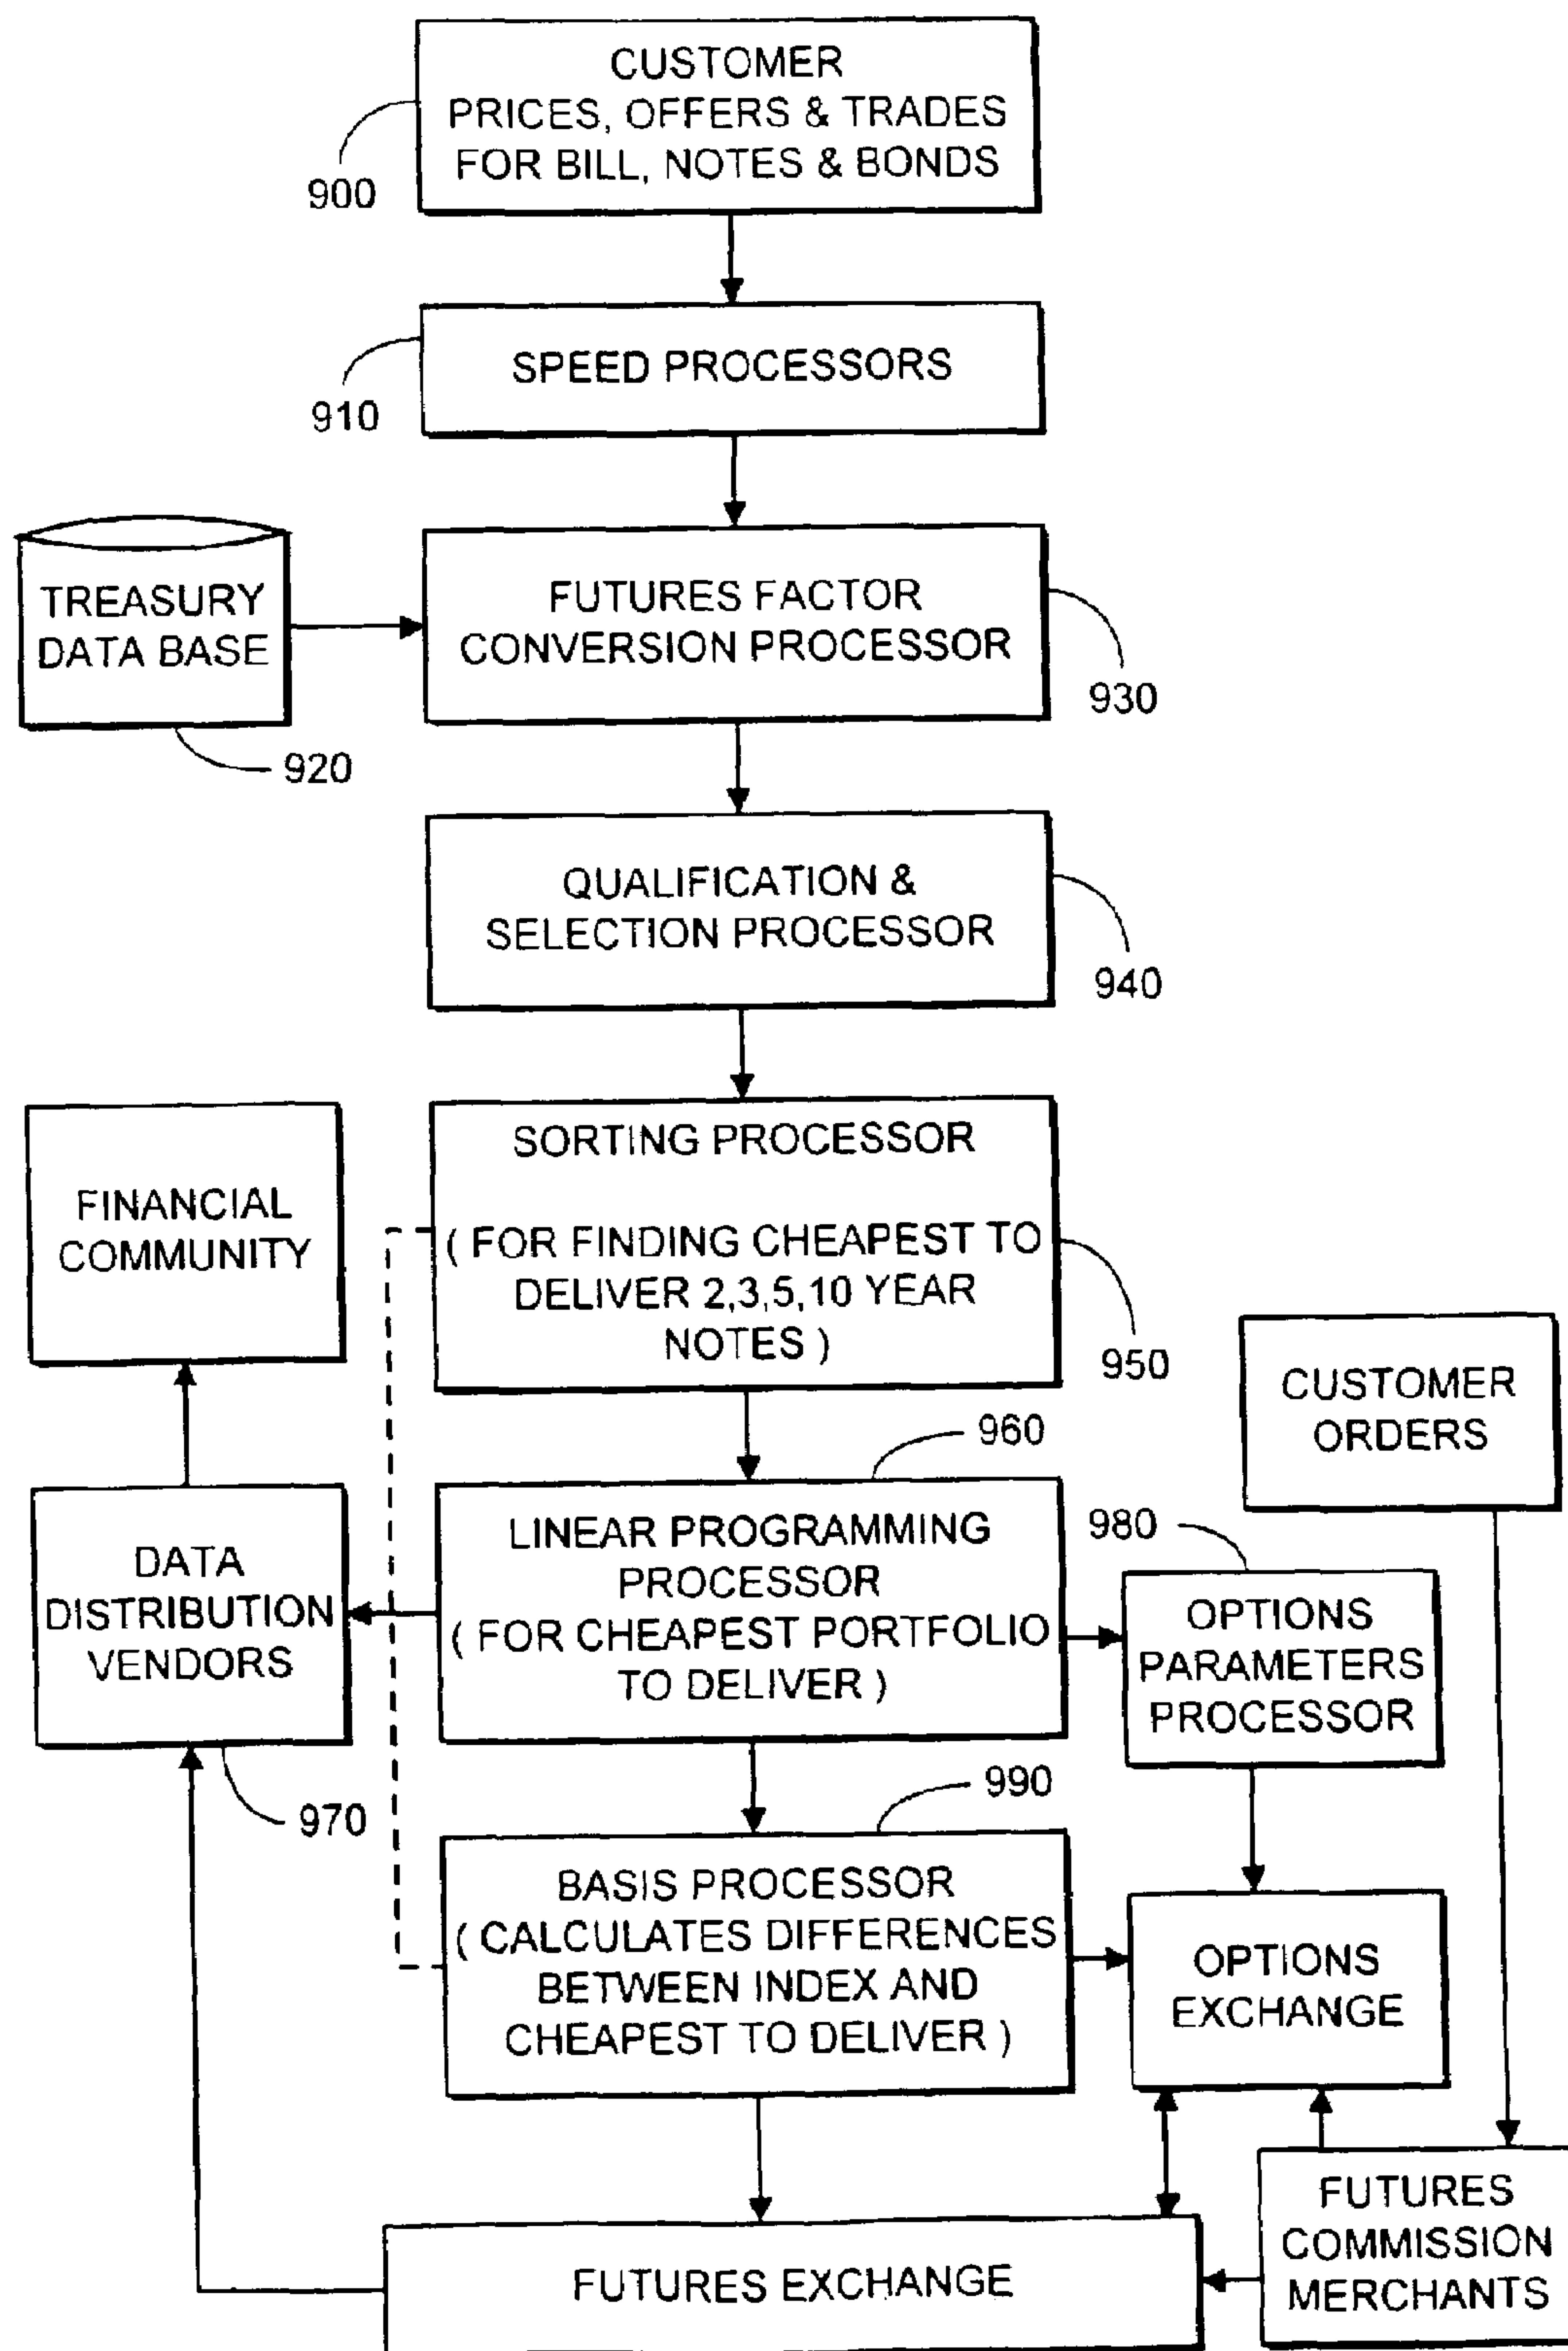 CUSTOMER
PRICES, OFFERS & TRADES
FOR BILL, NOTES & BONDS
900
SPEED PROCESSORS
910
TREASURY
DATA BASE
920
FUTURES FACTOR
CONVERSION PROCESSOR
930
QUALIFICATION &
SELECTION PROCESSOR
940
FINANCIAL
COMMUNITY
SORTING PROCESSOR
( FOR FINDING CHEAPEST TO
DELIVER 2,3,5,10 YEAR
NOTES )
950
CUSTOMER
ORDERS
960
DATA
DISTRIBUTION
VENDORS
970
LINEAR PROGRAMMING
PROCESSOR
( FOR CHEAPEST PORTFOLIO
TO DELIVER )
980
OPTIONS
PARAMETERS
PROCESSOR
990
BASIS PROCESSOR
( CALCULATES DIFFERENCES
BETWEEN INDEX AND
CHEAPEST TO DELIVER )
OPTIONS
EXCHANGE
FUTURES EXCHANGE
FUTURES
COMMISSION
MERCHANTS